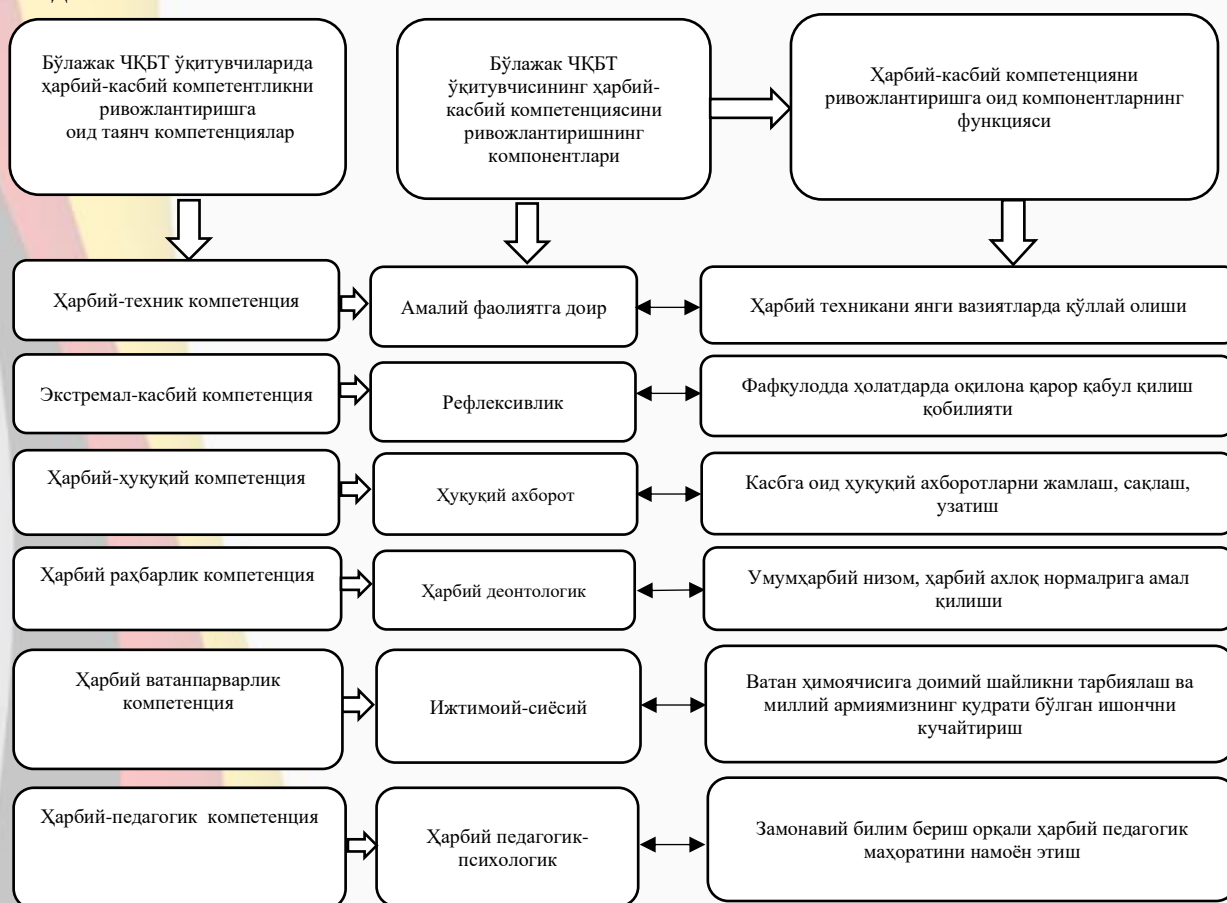 Бўлажак ЧҚБТ ўқитувчиларида
ҳарбий-касбий компетентликни
ривожлантиришга
оид таянч компетенциялар
Бўлажак ЧҚБТ
ўқитувчисининг ҳарбий-
касбий компетенциясини
ривожлантиришнинг
компонентлари
Ҳарбий-касбий компетенцияни
ривожлантиришга оид компонентларнинг
функцияси
Ҳарбий-техник компетенция
Амалий фаолиятга доир
Ҳарбий техникани янги вазиятларда қўллай олиши
Экстремал-касбий компетенция
Рефлексивлик
Фафқулодда ҳолатдарда оқилона қарор қабул қилиш
қобилияти
Ҳарбий-ҳуқуқий компетенция
Ҳуқуқий ахборот
Касбга оид ҳуқуқий ахборотларни жамлаш, сақлаш,
узатиш
Ҳарбий раҳбарлик компетенция
Ҳарбий деонтологик
Умумҳарбий низом, ҳарбий ахлоқ нормалрига амал
қилиши
Ҳарбий ватанпарварлик
компетенция
Ижтимоий-сиёсий
Ватан ҳимоячисига доимий шайликни тарбиялаш ва
миллий армиямизнинг қудрати бўлган ишончни
кучайтириш
Ҳарбий-педагогик компетенция
Ҳарбий педагогик-
психологик
Замонавий билим бериш орқали ҳарбий педагогик
маҳоратини намоён этиш